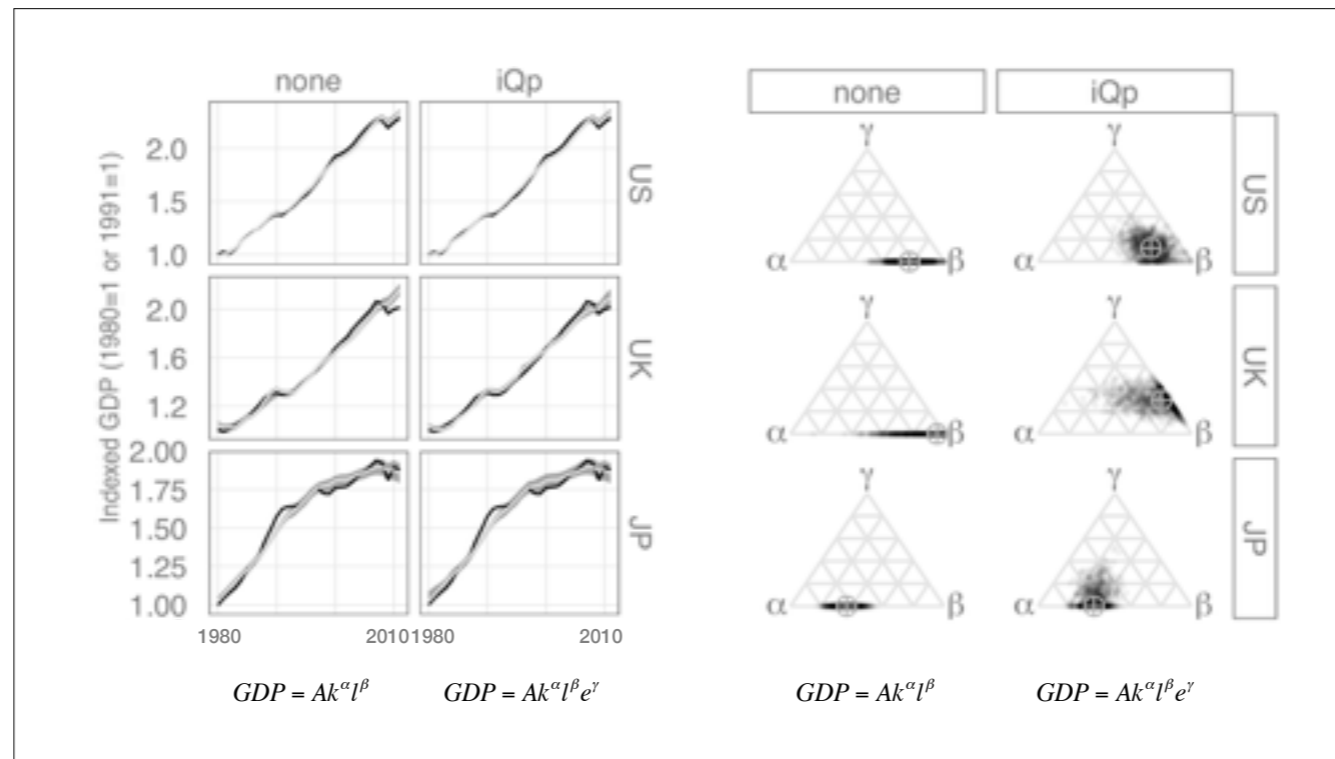 none
iQp
none
iQp
Indexed GDP (1980=1 or 1991=1)
2.0
1.5
1.0
US
2.0
1.6
1.2
UK
2.00
1.75
1.50
1.25
1.00
JP
1980
2010
1980
2010
γ
α
β
γ
α
β
US
γ
α
β
γ
α
β
UK
γ
α
β
γ
α
β
JP
GDP = Ak^α l^β
GDP = Ak^α l^β e^γ
GDP = Ak^α l^β
GDP = Ak^α l^β e^γ